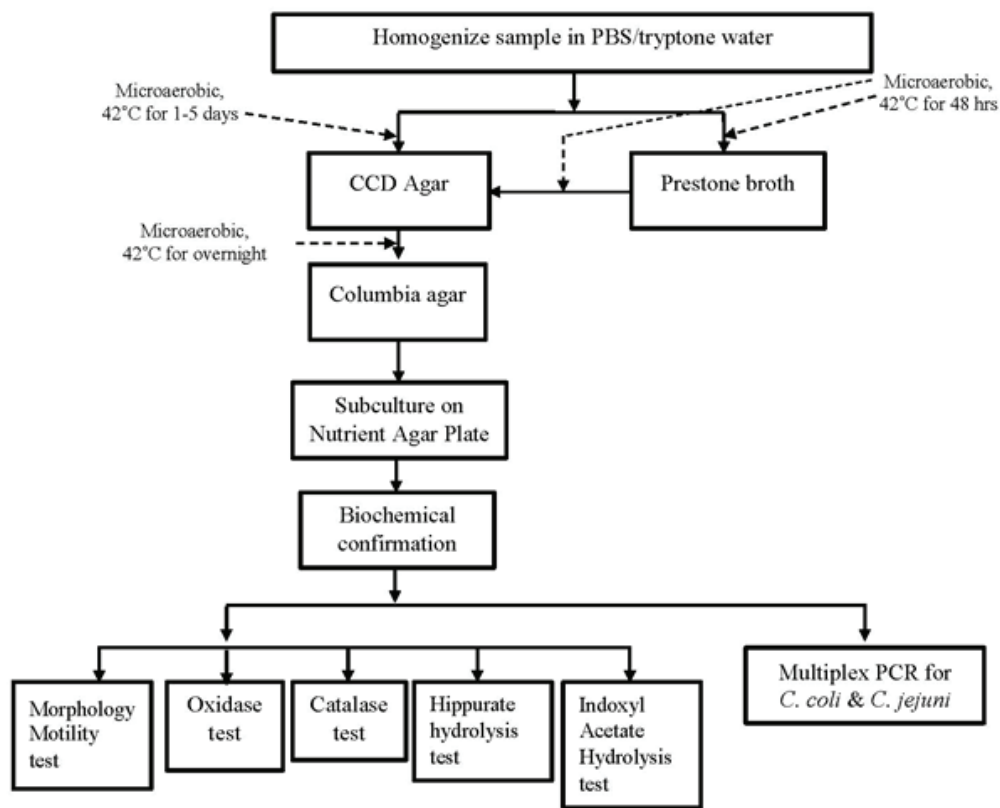 Homogenize sample in PBS/tryptone water
Microaerobic,
42°C for 1-5 days
Microaerobic,
42°C for 48 hrs
CCD Agar
Prestone broth
Microaerobic,
42°C for overnight
Columbia agar
Subculture on
Nutrient Agar Plate
Biochemical
confirmation
Morphology
Motility
test
Oxidase
test
Catalase
test
Hippurate
hydrolysis
test
Indoxyl
Acetate
Hydrolysis
test
Multiplex PCR for
C. coli & C. jejuni